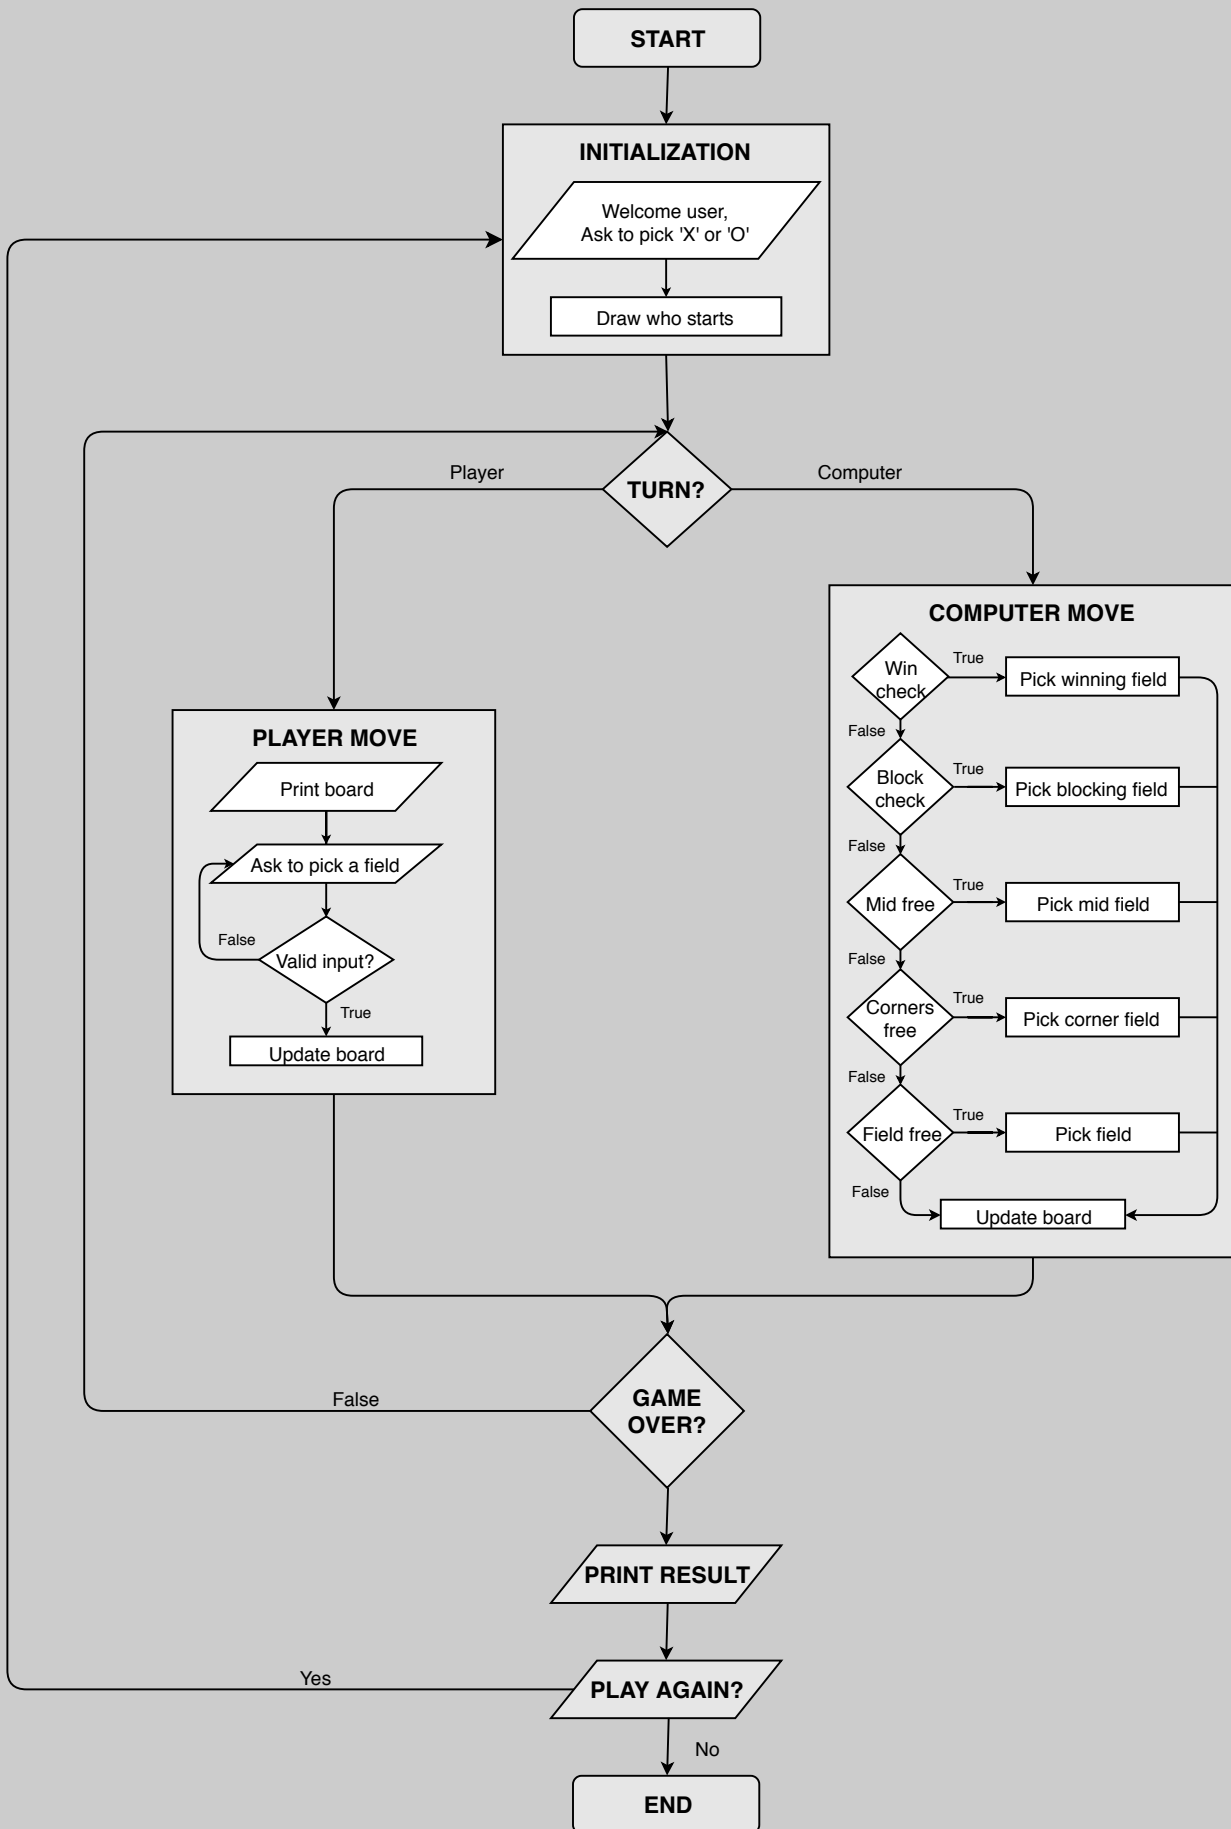 START
INITIALIZATION
Welcome user,
Ask to pick 'X' or 'O'
Draw who starts
Player
TURN?
Computer
PLAYER MOVE
Print board
Ask to pick a field
False
Valid input?
True
Update board
COMPUTER MOVE
Win
check
True
Pick winning field
False
Block
check
True
Pick blocking field
False
Mid free
True
Pick mid field
False
Corners
free
True
Pick corner field
False
Field free
True
Pick field
False
Update board
False
GAME
OVER?
PRINT RESULT
Yes
PLAY AGAIN?
No
END